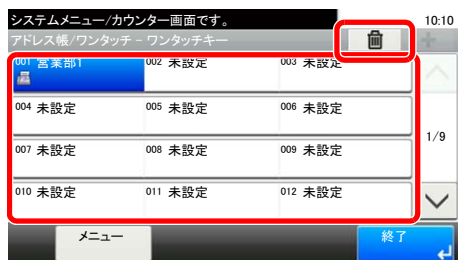 システムメニュー/カウンター画面です。 10:10
アドレス帳/ワンタッチ - ワンタッチキー
001 営業部1 002 未設定 003 未設定
004 未設定 005 未設定 006 未設定
1/9
007 未設定 008 未設定 009 未設定
010 未設定 011 未設定 012 未設定
メニュー 終了